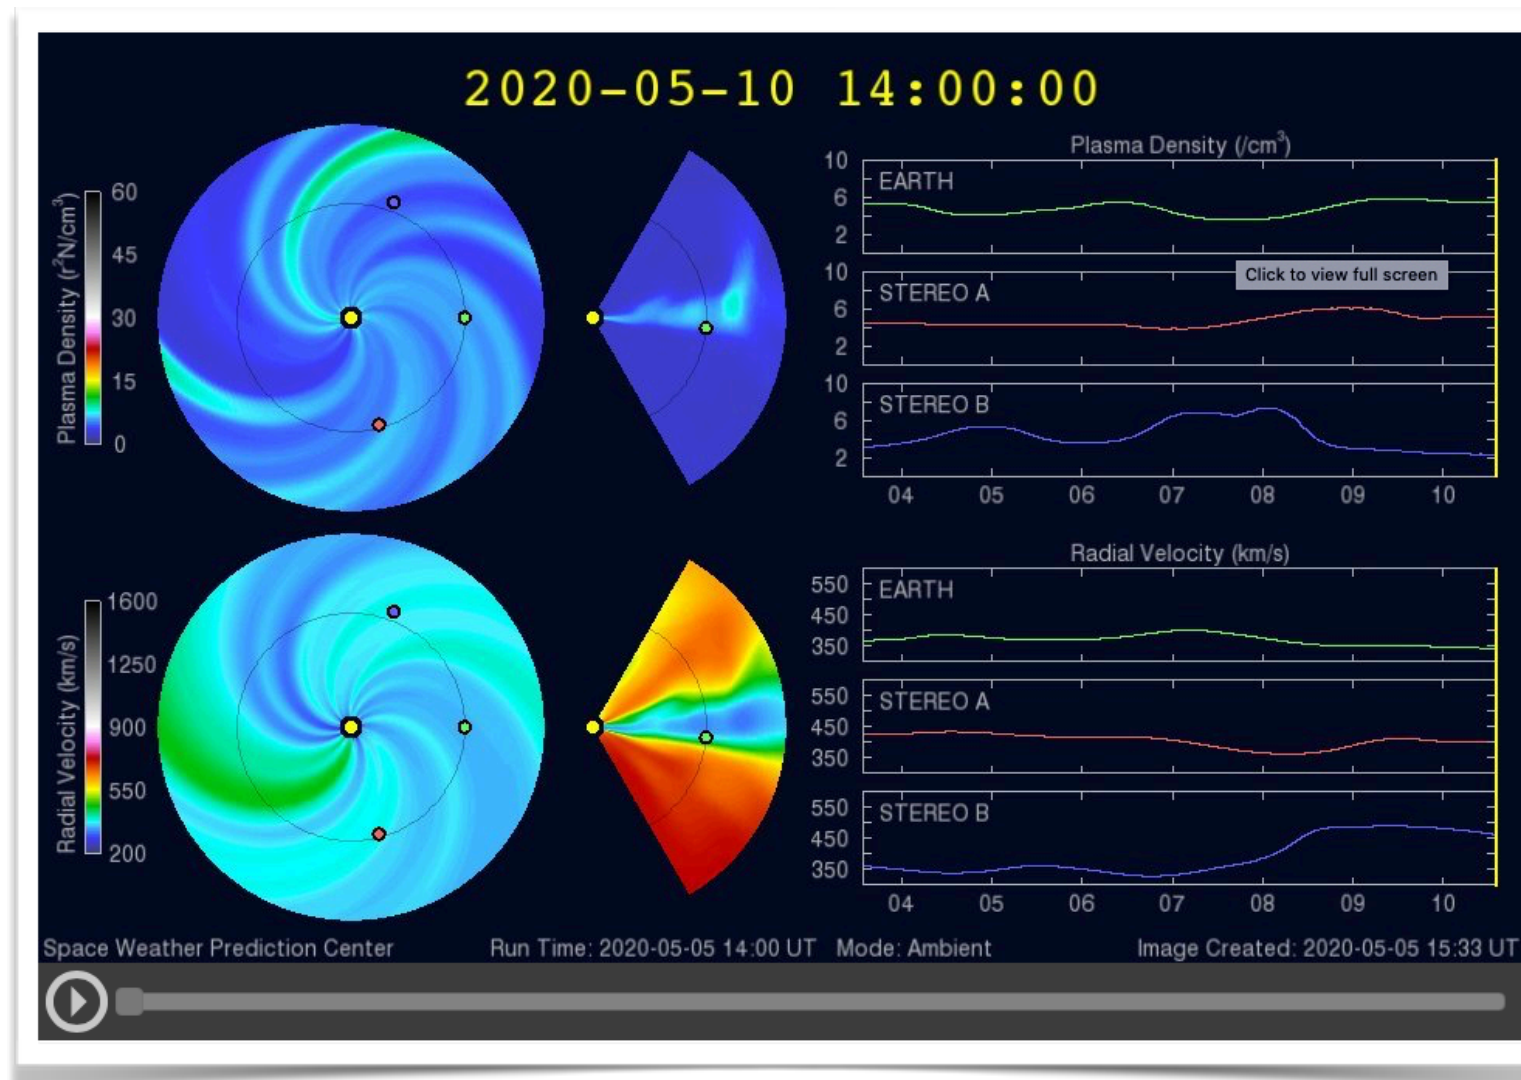 2020-05-10 14:00:00
Plasma Density (r²N/cm³)
60
45
30
15
0
Plasma Density (/cm³)
10
6
2
EARTH
Click to view full screen
10
6
2
STEREO A
10
6
2
STEREO B
04 05 06 07 08 09 10
Radial Velocity (km/s)
1600
1250
900
550
200
Radial Velocity (km/s)
550
450
350
EARTH
550
450
350
STEREO A
550
450
350
STEREO B
04 05 06 07 08 09 10
Space Weather Prediction Center Run Time: 2020-05-05 14:00 UT Mode: Ambient Image Created: 2020-05-05 15:33 UT